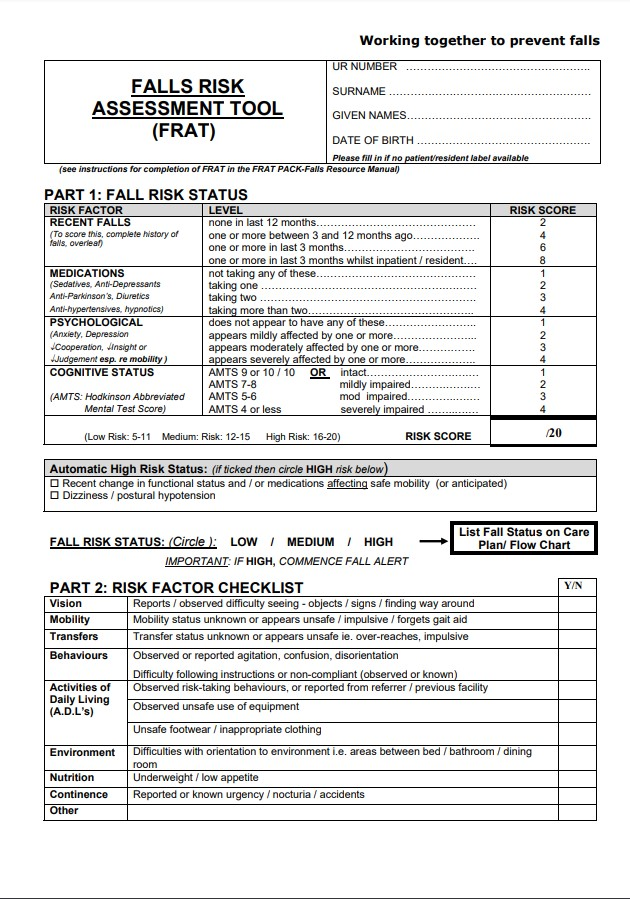 Working together to prevent falls
FALLS RISK
ASSESSMENT TOOL
(FRAT)
UR NUMBER ……………………………………………..
SURNAME ……………………………………………
GIVEN NAMES………………………………………
DATE OF BIRTH ……………………………………
Please fill in if no patient/resident label available
(see instructions for completion of FRAT in the FRAT PACK-Falls Resource Manual)
PART 1: FALL RISK STATUS
RISK FACTOR LEVEL RISK SCORE
RECENT FALLS none in last 12 months………………………………………… 2
(To score this, complete history of one or more between 3 and 12 months ago……………… 4
falls, overleaf) one or more in last 3 months………………………………… 6
one or more in last 3 months whilst inpatient / resident…. 8
MEDICATIONS not taking any of these………………………………………… 1
(Sedatives, Anti-Depressants taking one ……………………………………………………… 2
Anti-Parkinson's, Diuretics taking two ……………………………………………………… 3
Anti-hypertensives, hypnotics) taking more than two………………………………………….. 4
PSYCHOLOGICAL does not appear to have any of these……………………… 1
(Anxiety, Depression appears mildly affected by one or more………………….. 2
↓Cooperation, ↓Insight or appears moderately affected by one or more……………. 3
↓Judgement esp. re mobility ) appears severely affected by one or more………………… 4
COGNITIVE STATUS AMTS 9 or 10 / 10 OR intact……………………………. 1
AMTS 7-8 mildly impaired………………….. 2
(AMTS: Hodkinson Abbreviated AMTS 5-6 mod impaired………………….. 3
Mental Test Score) AMTS 4 or less severely impaired …………….. 4
(Low Risk: 5-11 Medium: Risk: 12-15 High Risk: 16-20) RISK SCORE /20
Automatic High Risk Status: (if ticked then circle HIGH risk below)
☐ Recent change in functional status and / or medications affecting safe mobility (or anticipated)
☐ Dizziness / postural hypotension
FALL RISK STATUS: (Circle ): LOW / MEDIUM / HIGH → List Fall Status on Care
Plan/ Flow Chart
IMPORTANT: IF HIGH, COMMENCE FALL ALERT
PART 2: RISK FACTOR CHECKLIST Y/N
Vision Reports / observed difficulty seeing - objects / signs / finding way around
Mobility Mobility status unknown or appears unsafe / impulsive / forgets gait aid
Transfers Transfer status unknown or appears unsafe ie. over-reaches, impulsive
Behaviours Observed or reported agitation, confusion, disorientation
Difficulty following instructions or non-compliant (observed or known)
Activities of Observed risk-taking behaviours, or reported from referrer / previous facility
Daily Living Observed unsafe use of equipment
(A.D.L's)
Unsafe footwear / inappropriate clothing
Environment Difficulties with orientation to environment i.e. areas between bed / bathroom / dining
room
Nutrition Underweight / low appetite
Continence Reported or known urgency / nocturia / accidents
Other